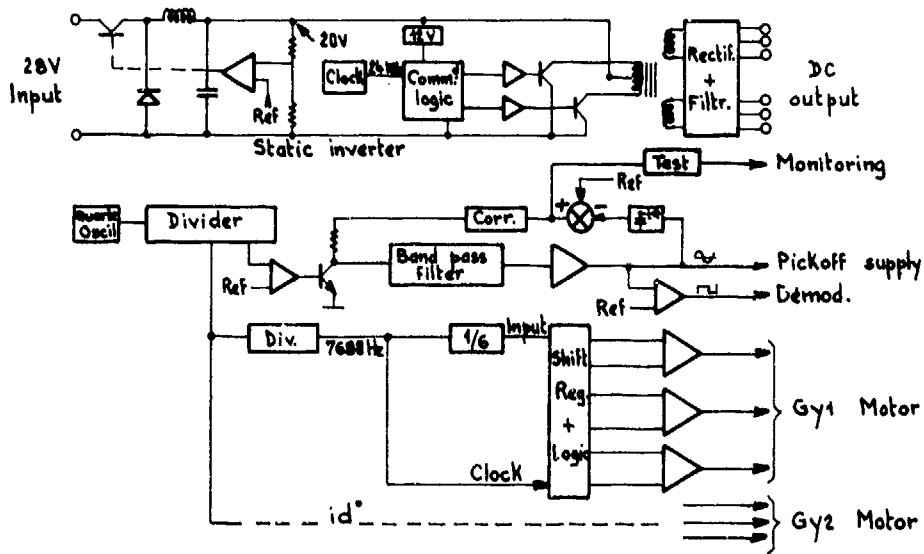 28V
Input
20V
Ref
12V
Clock
Comm.d
logic
Static inverter
Rectif.
+
Filtr.
DC
output
Quartz
Oscil
Divider
Ref
Corr.
+
-
Ref
Test
Monitoring
Band pass
filter
Pickoff supply
Ref
Démod.
Div.
1/6
Input
Shift
Reg.
+
Logic
Clock
Gy1 Motor
id°
Gy2 Motor